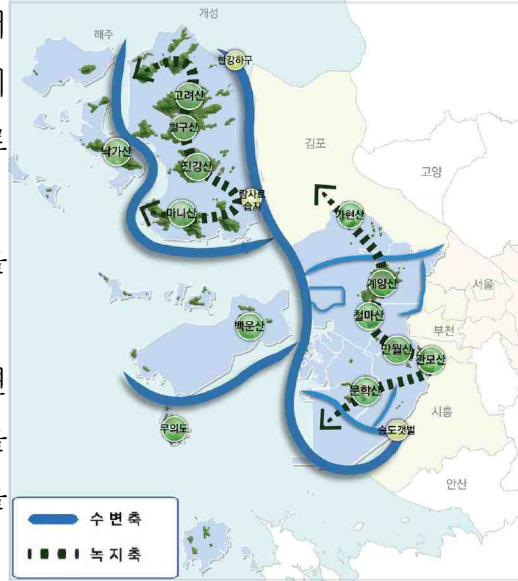 개성
해주
한강하구
고려산
혈구산
김포
낙가산
진강산
고양
마니산
람사르
습지
가현산
계양산
서울
철마산
백운산
부천
만월산
관모산
문학산
시흥
무의도
송도갯벌
안산
수 변 축
녹 지 축